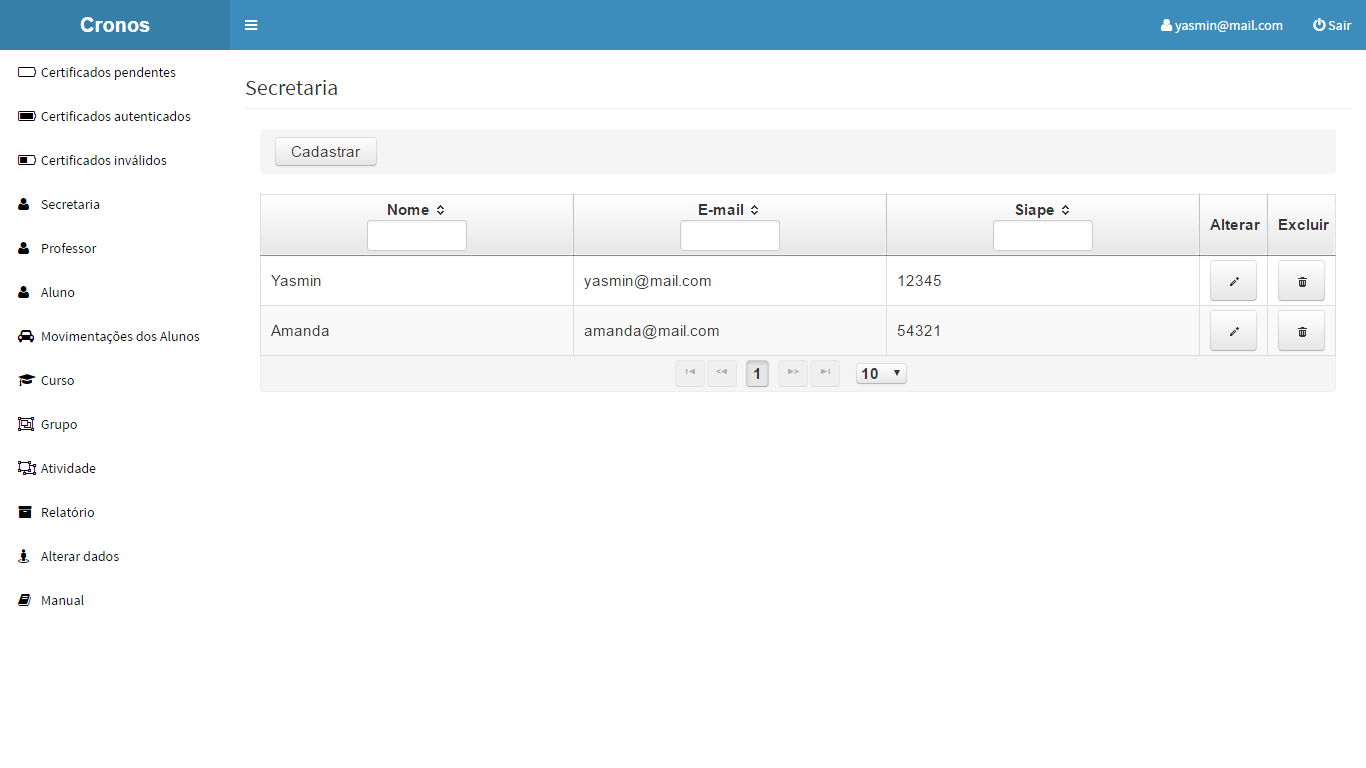 Cronos
yasmin@mail.com
Sair
Certificados pendentes
Certificados autenticados
Certificados inválidos
Secretaria
Professor
Aluno
Movimentações dos Alunos
Curso
Grupo
Atividade
Relatório
Alterar dados
Manual
Secretaria
Cadastrar
Nome E-mail Siape Alterar Excluir
Yasmin yasmin@mail.com 12345
Amanda amanda@mail.com 54321
1 10